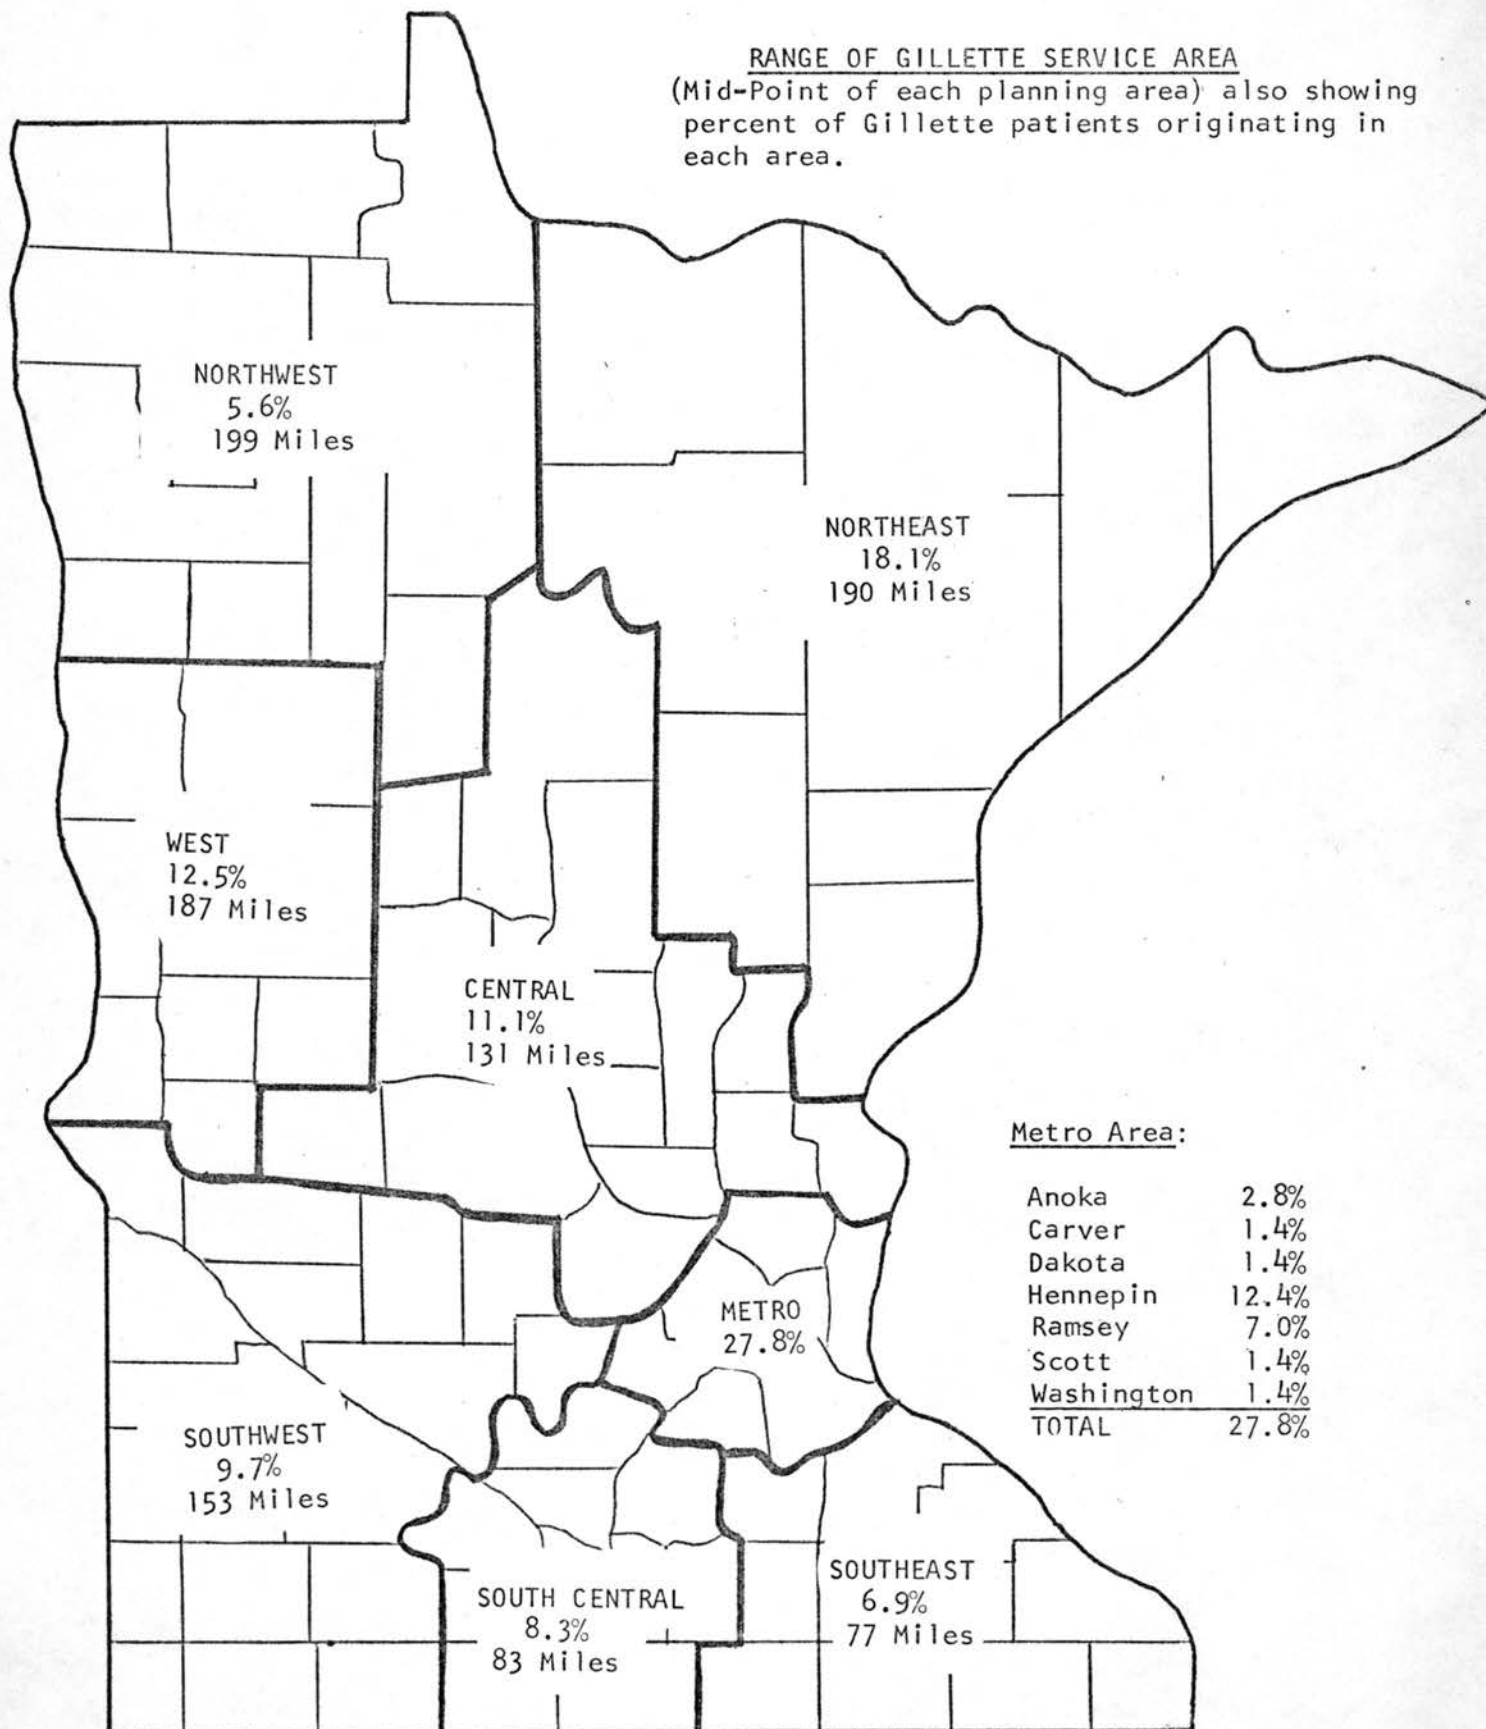 RANGE OF GILLETTE SERVICE AREA
(Mid-Point of each planning area) also showing
percent of Gillette patients originating in
each area.
NORTHWEST
5.6%
199 Miles
NORTHEAST
18.1%
190 Miles
WEST
12.5%
187 Miles
CENTRAL
11.1%
131 Miles
Metro Area:
Anoka 2.8%
Carver 1.4%
Dakota 1.4%
Hennepin 12.4%
Ramsey 7.0%
Scott 1.4%
Washington 1.4%
TOTAL 27.8%
METRO
27.8%
SOUTHWEST
9.7%
153 Miles
SOUTH CENTRAL
8.3%
83 Miles
SOUTHEAST
6.9%
77 Miles